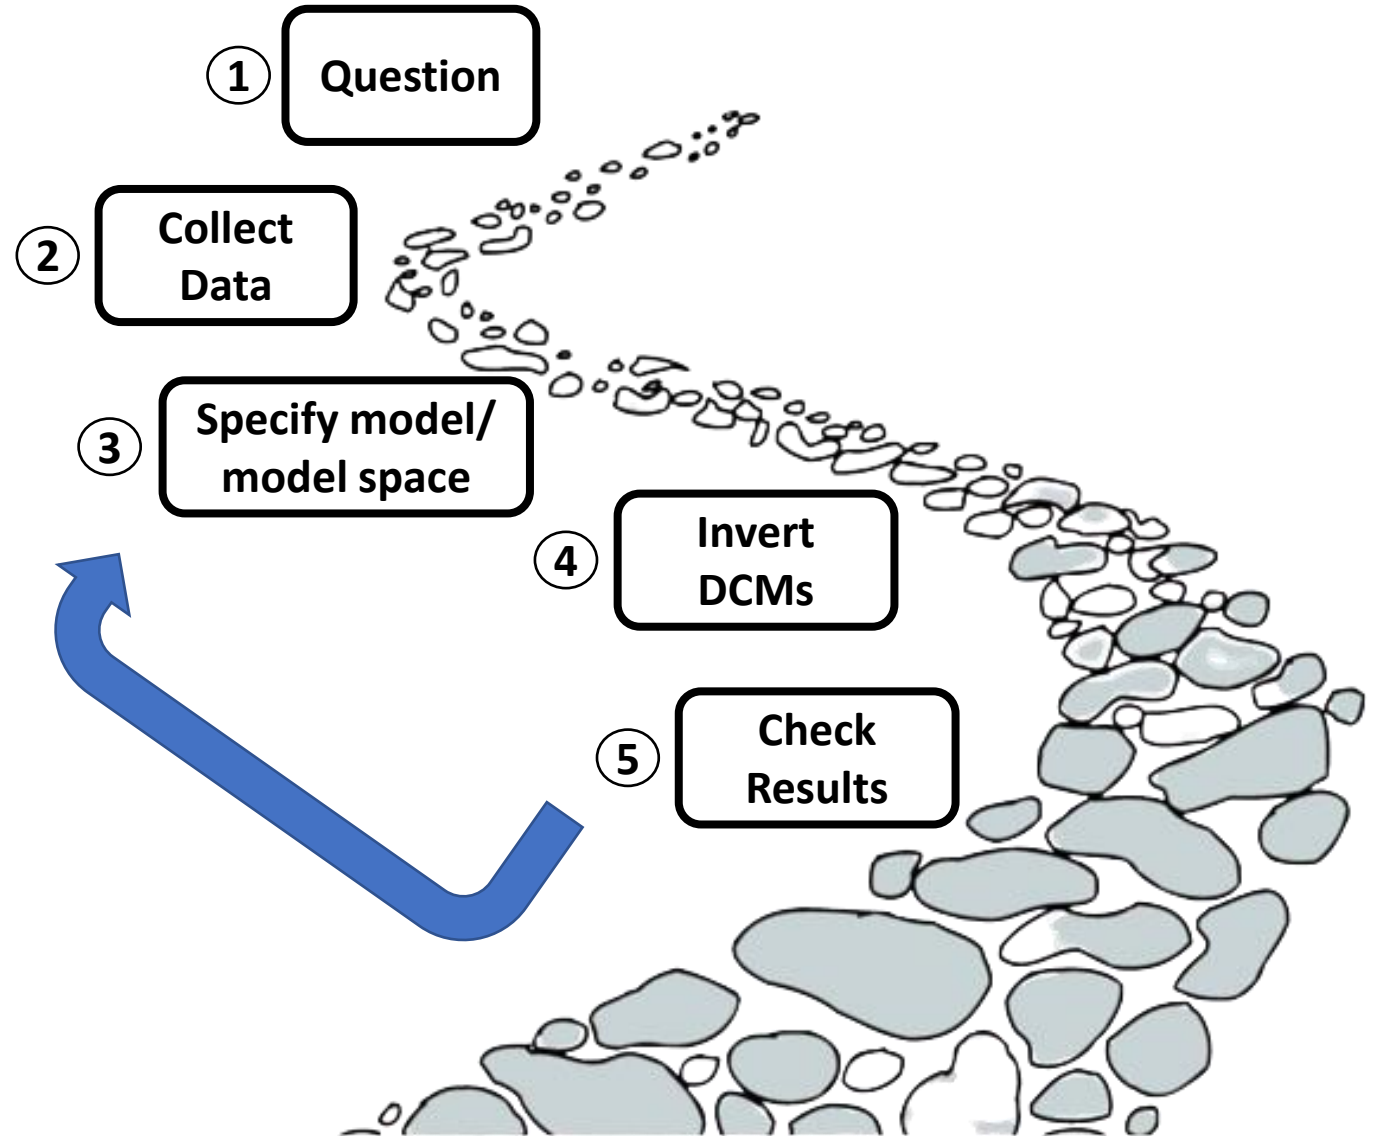 1
Question
2
Collect
Data
3
Specify model/
model space
4
Invert
DCMs
5
Check
Results